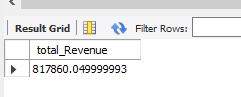 Result Grid Filter Rows:
total_Revenue
817860.049999993